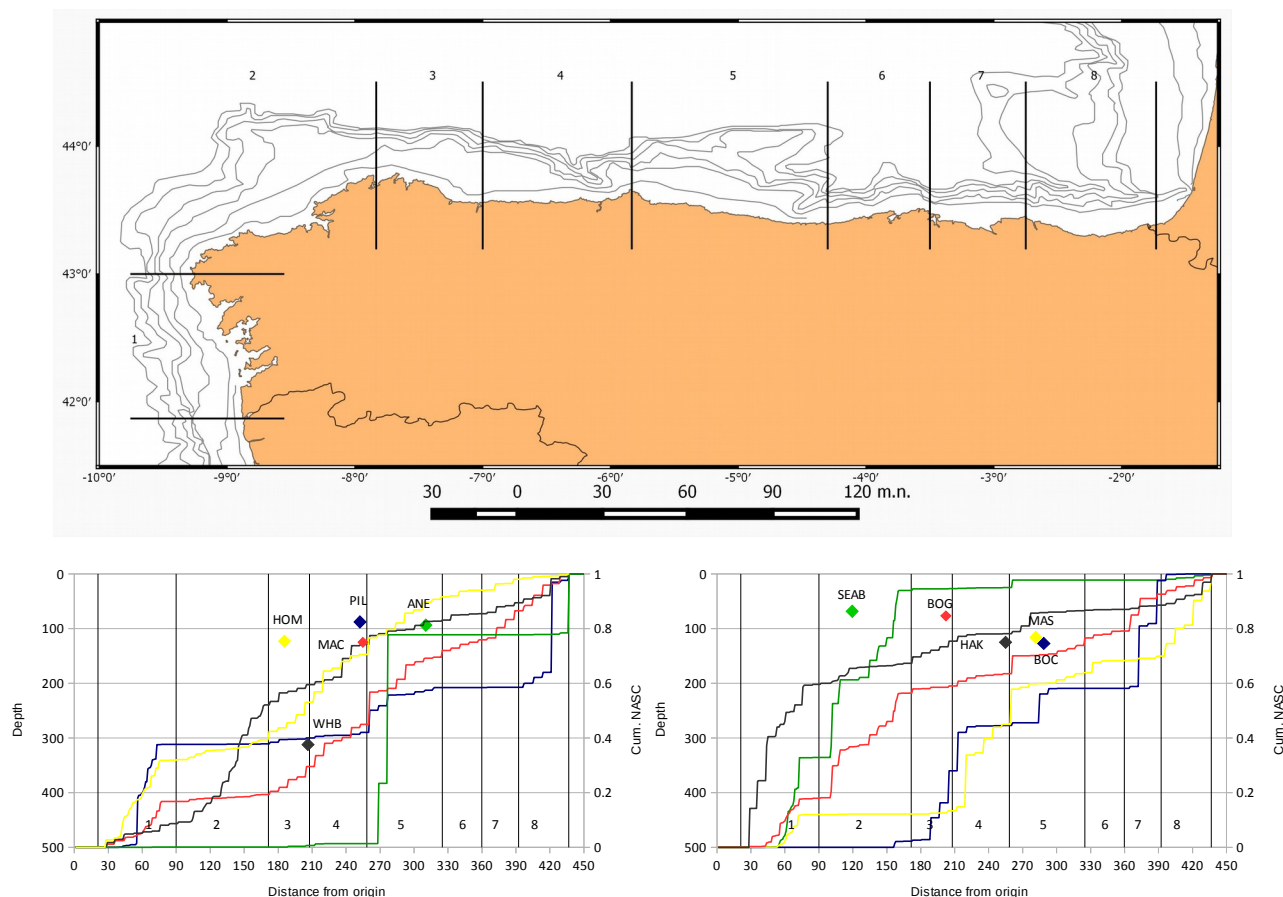 2 3 4 5 6 7 8
44°0′
43°0′
1
42°0′
-10°0′ -9°0′ -8°0′ -7°0′ -6°0′ -5°0′ -4°0′ -3°0′ -2°0′
30 0 30 60 90 120 m.n.
0 1
100 0.8
200 0.6
300 0.4
400 0.2
500 0
Depth
Cum. NASC
PIL
ANE
HOM
MAC
WHB
1 2 3 4 5 6 7 8
0 30 60 90 120 150 180 210 240 270 300 330 360 390 420 450
Distance from origin
0 1
100 0.8
200 0.6
300 0.4
400 0.2
500 0
Depth
Cum. NASC
SEAB
BOG
MAS
HAK
BOC
1 2 3 4 5 6 7 8
0 30 60 90 120 150 180 210 240 270 300 330 360 390 420 450
Distance from origin